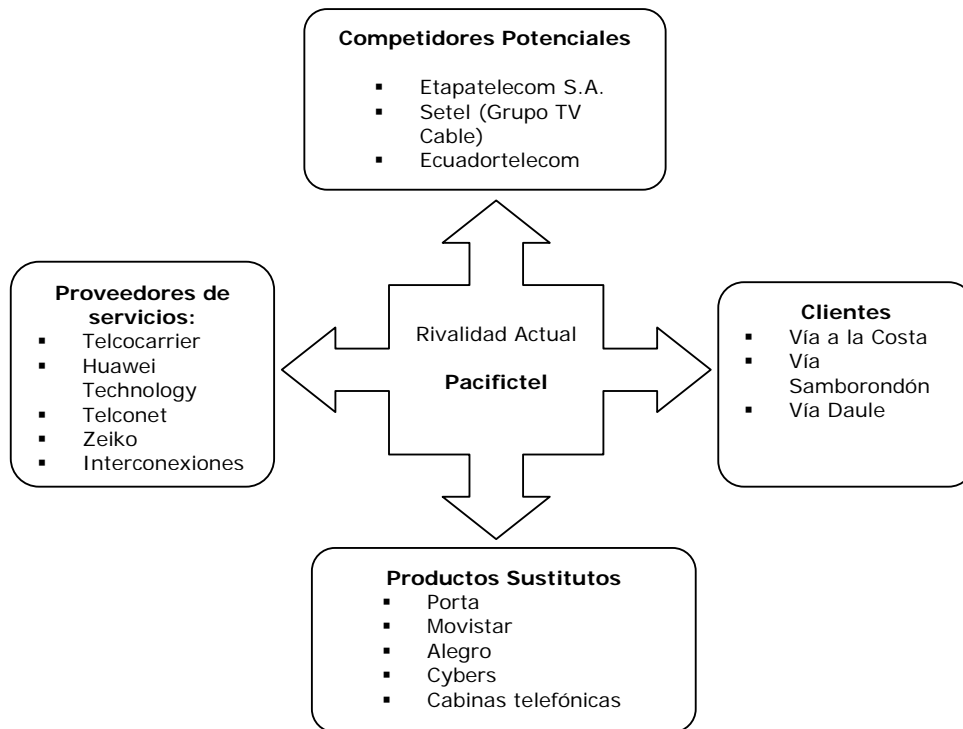 Competidores Potenciales
▪ Etapatelecom S.A.
▪ Setel (Grupo TV
Cable)
▪ Ecuadortelecom
Proveedores de
servicios:
▪ Telcocarrier
▪ Huawei
Technology
▪ Telconet
▪ Zeiko
▪ Interconexiones
Rivalidad Actual
Pacifictel
Clientes
▪ Vía a la Costa
▪ Vía
Samborondón
▪ Vía Daule
Productos Sustitutos
▪ Porta
▪ Movistar
▪ Alegro
▪ Cybers
▪ Cabinas telefónicas